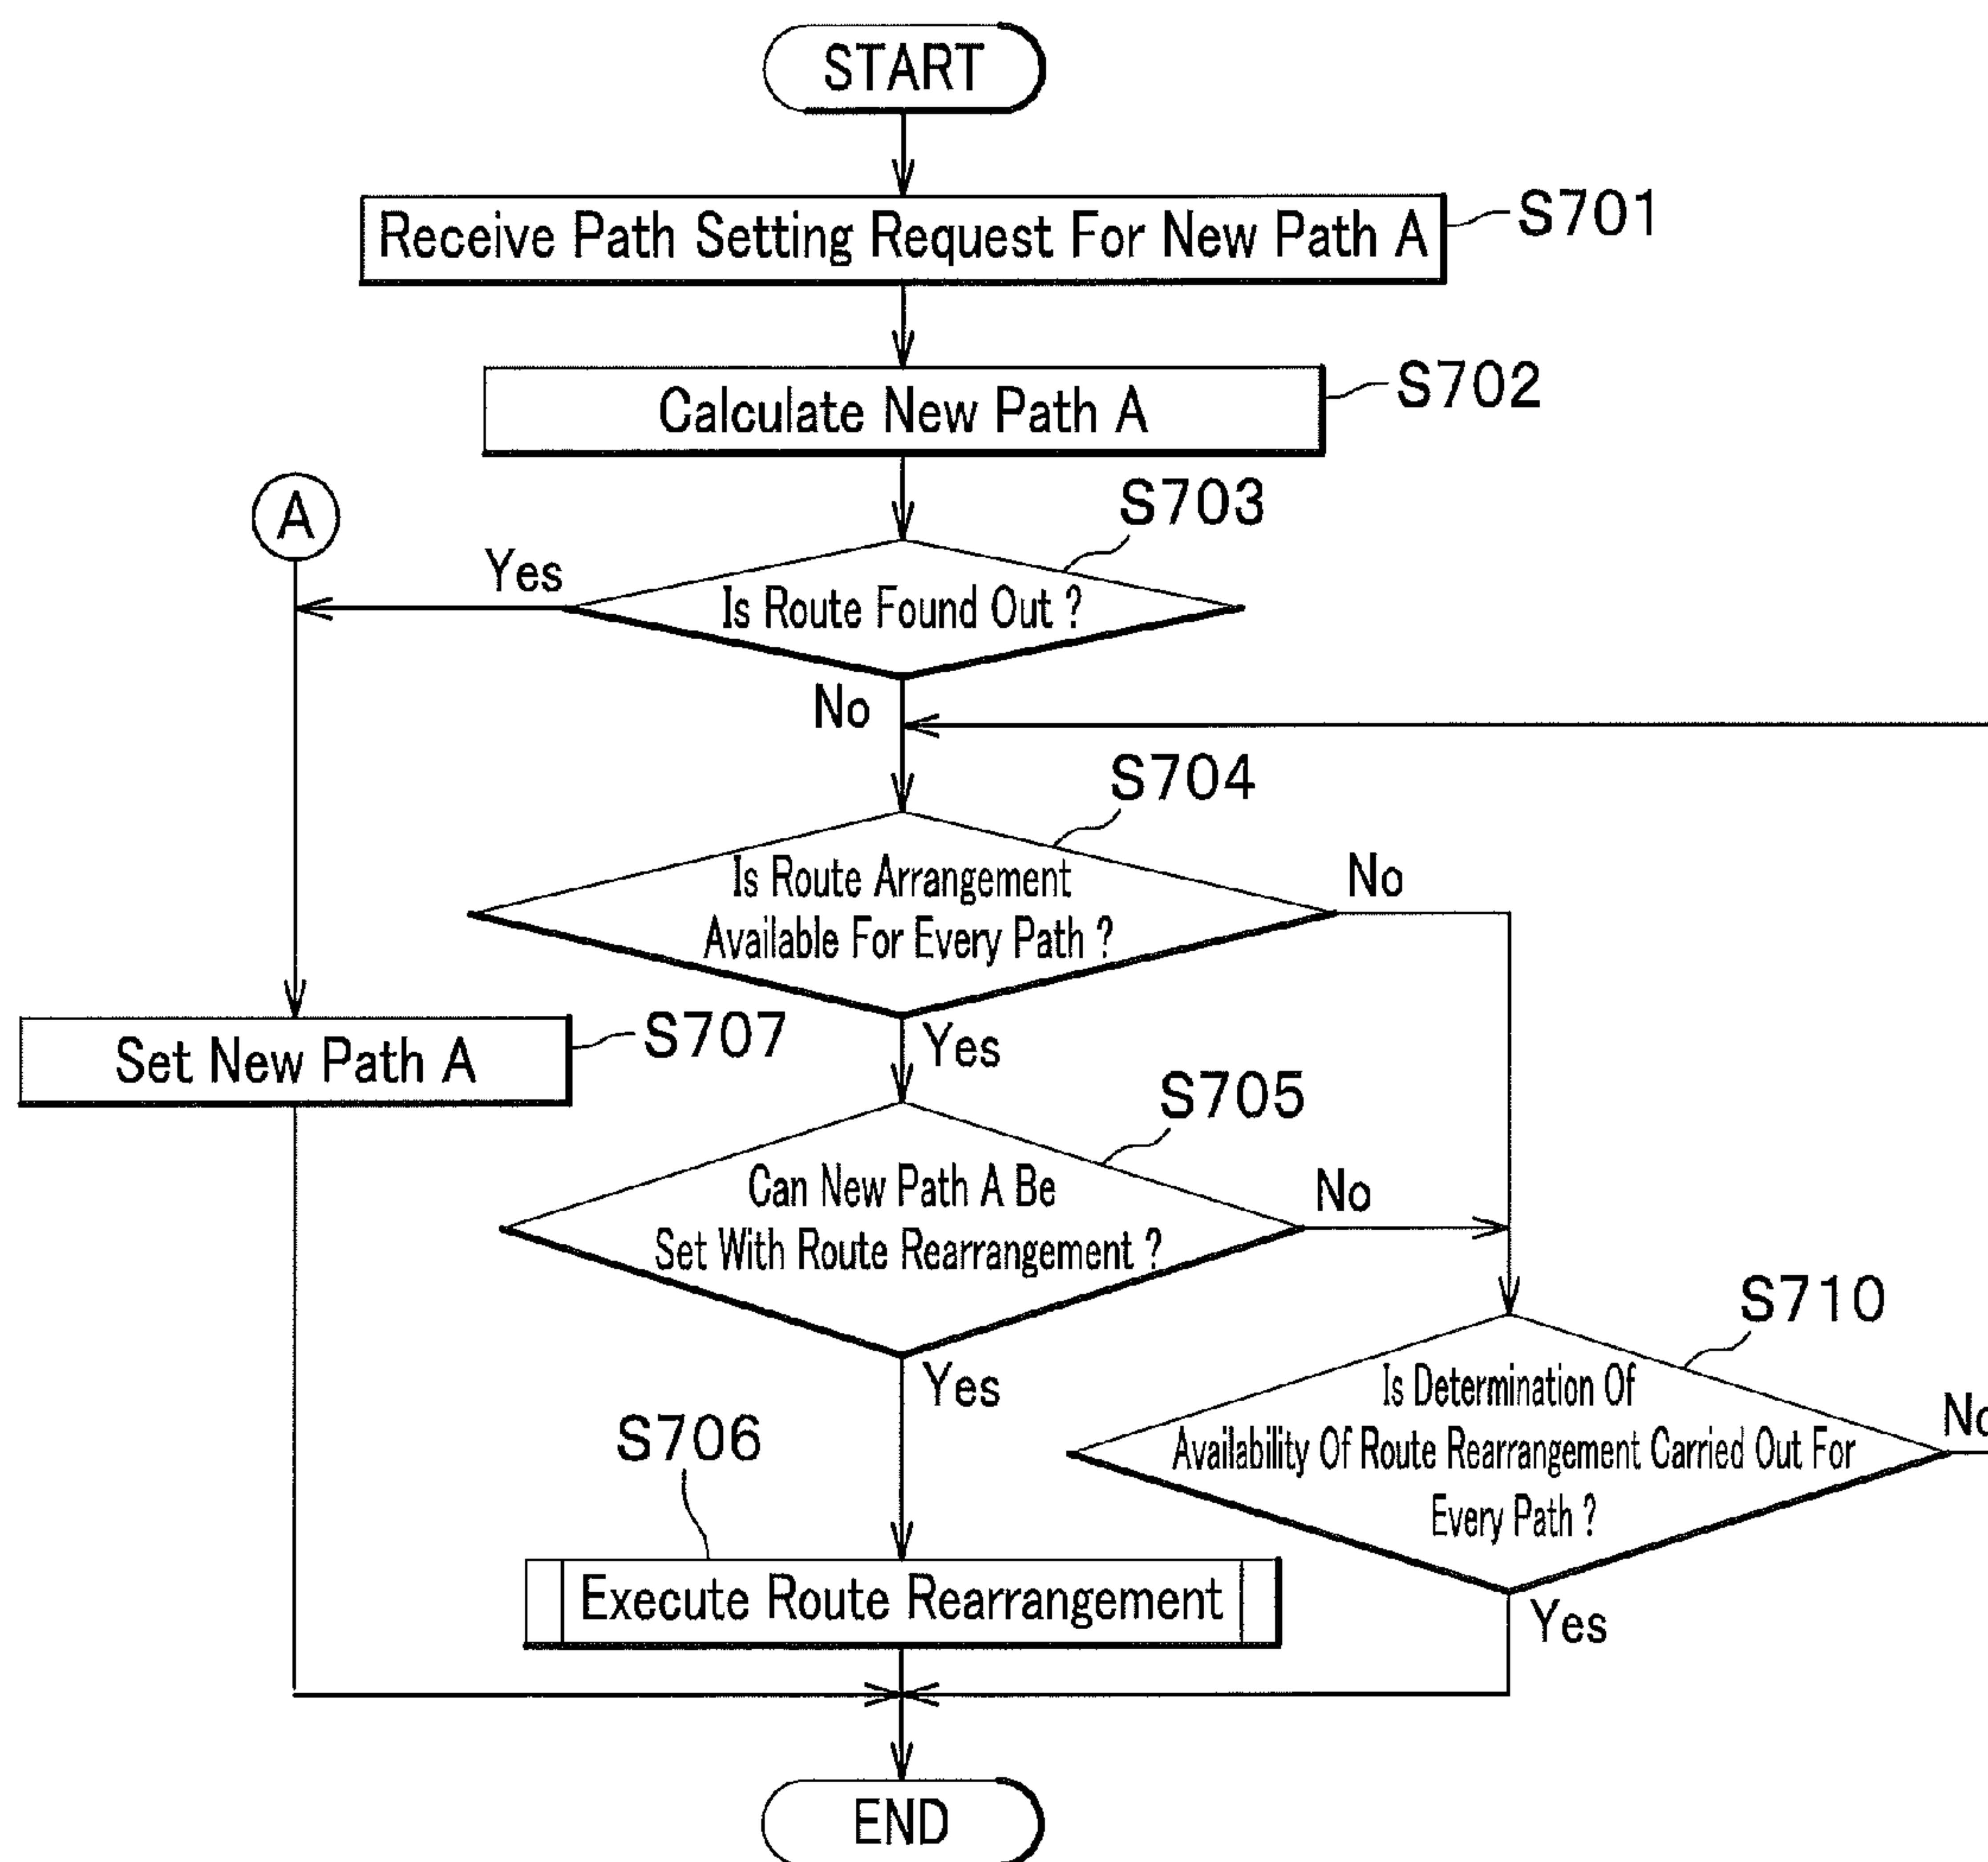 START
Receive Path Setting Request For New Path A
S701
Calculate New Path A
S702
A
S703
Yes
Is Route Found Out ?
No
S704
Is Route Arrangement
Available For Every Path ?
No
Set New Path A
S707
Yes
S705
Can New Path A Be
Set With Route Rearrangement ?
No
S710
Yes
Is Determination Of
Availability Of Route Rearrangement Carried Out For
Every Path ?
No
S706
Execute Route Rearrangement
Yes
END